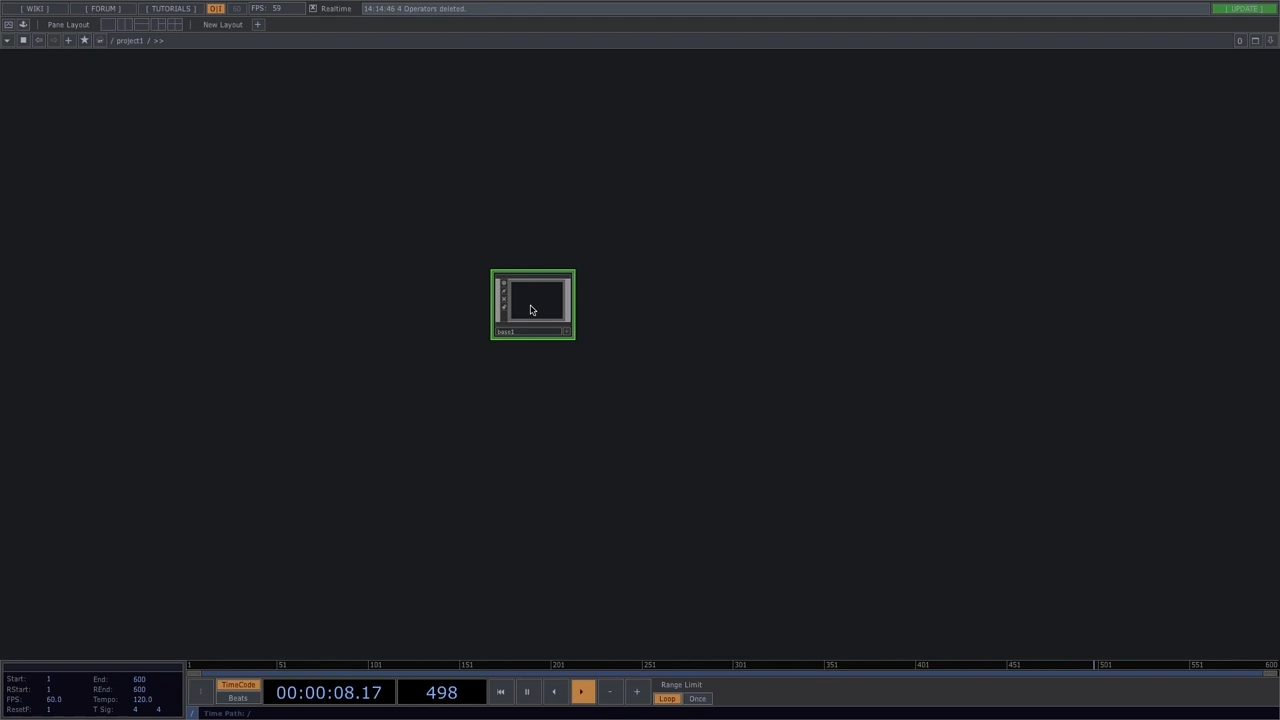 [ WIKI ] [ FORUM ] [ TUTORIALS ] O|I 60 FPS: 59 Realtime 14:14:46 4 Operators deleted. [ UPDATE ]
Pane Layout New Layout +
/ project1 / >>
base1
1 51 101 151 201 251 301 351 401 451 501 551 600
Start: 1 End: 600
RStart: 1 REnd: 600
FPS: 60.0 Tempo: 120.0
ResetF: 1 T Sig: 4 4
TimeCode
Beats
00:00:08.17 498
- +
Range Limit
Loop Once
/ Time Path: /